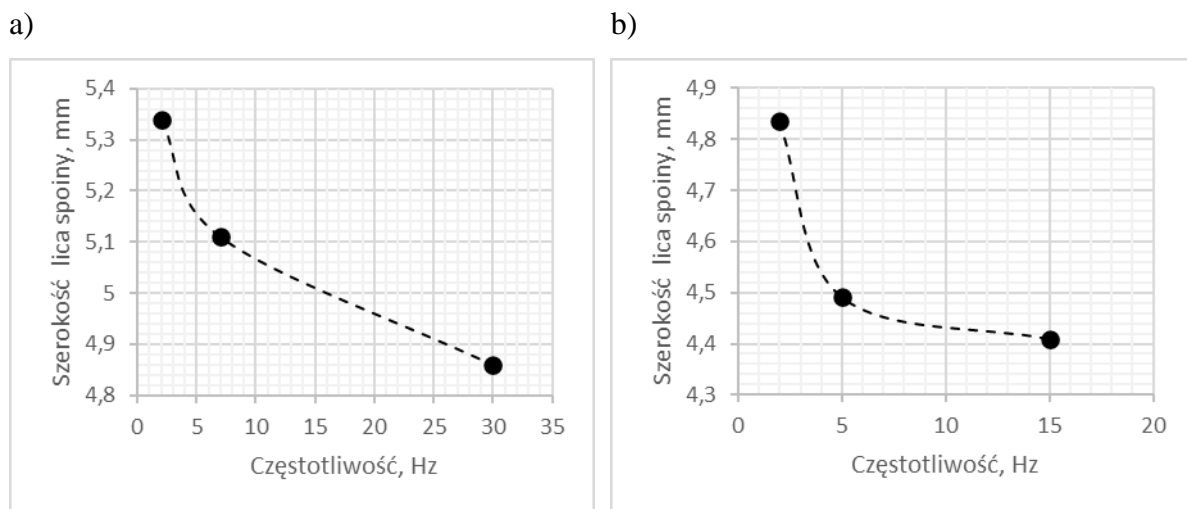 a)
b)
5,4
5,3
5,2
5,1
5
4,9
4,8
Szerokość lica spoiny, mm
0 5 10 15 20 25 30 35
Częstotliwość, Hz
4,9
4,8
4,7
4,6
4,5
4,4
4,3
Szerokość lica spoiny, mm
0 5 10 15 20
Częstotliwość, Hz